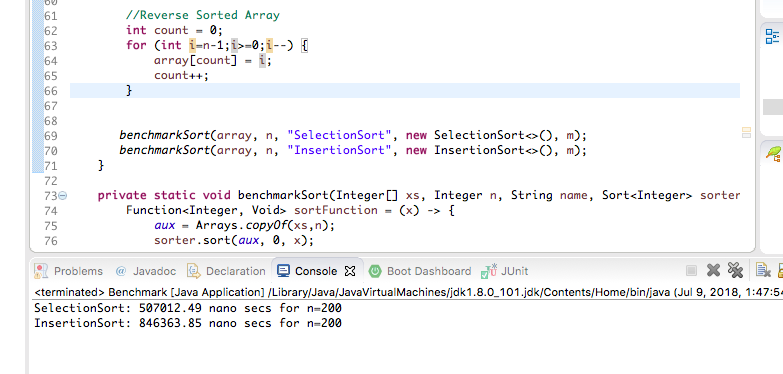 60
61 //Reverse Sorted Array
62 int count = 0;
63 for (int i=n-1;i>=0;i--) {
64 array[count] = i;
65 count++;
66 }
67
68
69 benchmarkSort(array, n, "SelectionSort", new SelectionSort<>(), m);
70 benchmarkSort(array, n, "InsertionSort", new InsertionSort<>(), m);
71 }
72
73 private static void benchmarkSort(Integer[] xs, Integer n, String name, Sort<Integer> sorter
74 Function<Integer, Void> sortFunction = (x) -> {
75 aux = Arrays.copyOf(xs,n);
76 sorter.sort(aux, 0, x);
Problems @ Javadoc Declaration Console Boot Dashboard JUnit
<terminated> Benchmark [Java Application] /Library/Java/JavaVirtualMachines/jdk1.8.0_101.jdk/Contents/Home/bin/java (Jul 9, 2018, 1:47:54
SelectionSort: 507012.49 nano secs for n=200
InsertionSort: 846363.85 nano secs for n=200